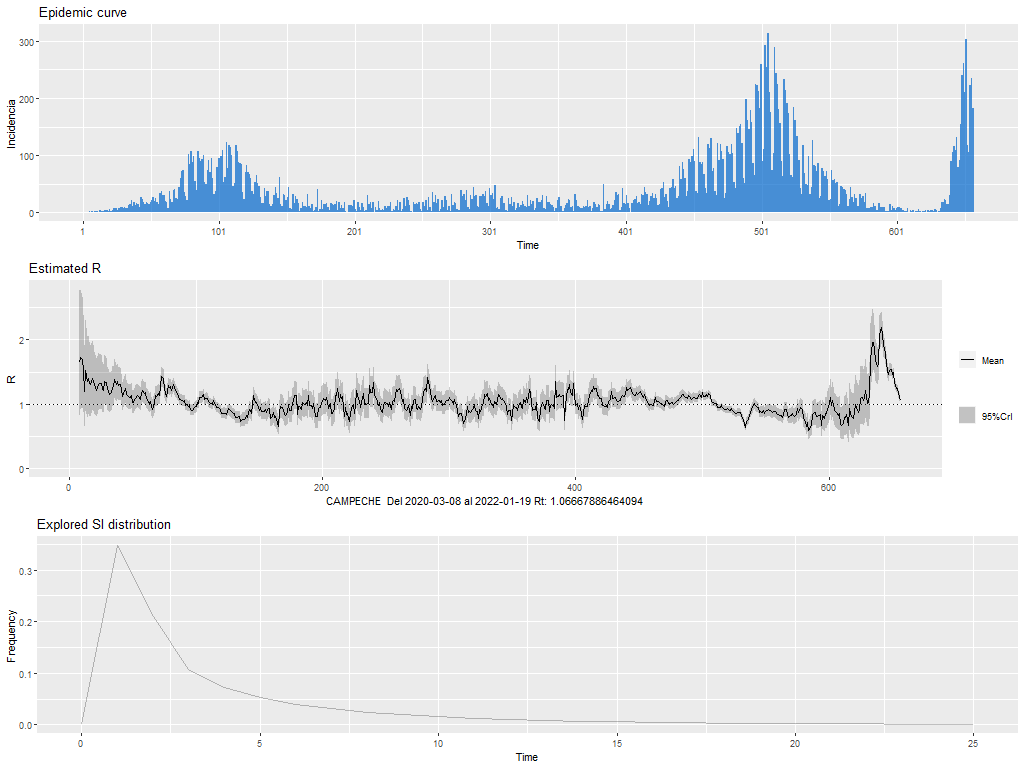 Epidemic curve
300
200
100
0
Incidencia
1
101
201
301
401
501
601
Time
Estimated R
2
1
0
R
Mean
95%CrI
0
200
400
600
CAMPECHE Del 2020-03-08 al 2022-01-19 Rt: 1.06667886464094
Explored SI distribution
0.3
0.2
0.1
0.0
Frequency
0
5
10
15
20
25
Time